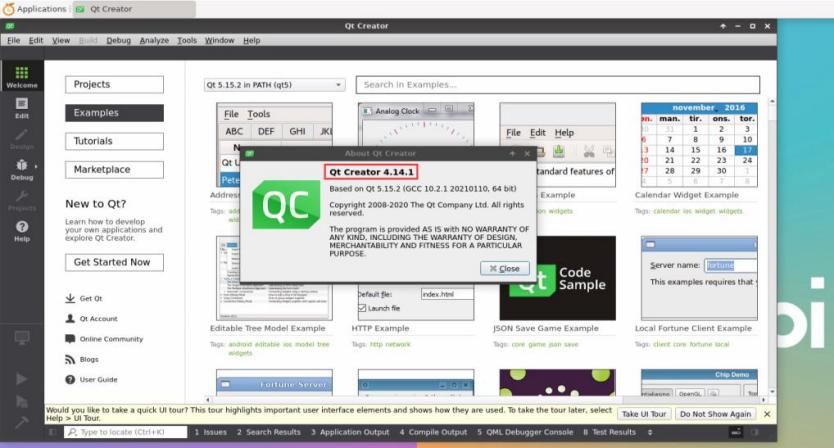 Applications
Qt Creator
Qt Creator
File Edit View Build Debug Analyze Tools Window Help
Welcome
Edit
Design
Debug
Projects
Help
Projects
Examples
Tutorials
Marketplace
New to Qt?
Learn how to develop
your own applications and
explore Qt Creator.
Get Started Now
Get Qt
Qt Account
Online Community
Blogs
User Guide
Qt 5.15.2 in PATH (qt5)
Search in Examples...
File Tools
ABC DEF GHI
Analog Clock
File Edit Help
standard features of
november 2016
man. tir. ons. tor.
31 1 2 3
7 8 9 10
14 15 16 17
21 22 23 24
28 29 30 1
5 6 7 8
Example
Calendar Widget Example
Tags: calendar ios widget widgets
About Qt Creator
Qt Creator 4.14.1
Based on Qt 5.15.2 (GCC 10.2.1 20210110, 64 bit)
Copyright 2008-2020 The Qt Company Ltd. All rights
reserved.
The program is provided AS IS with NO WARRANTY OF
ANY KIND, INCLUDING THE WARRANTY OF DESIGN,
MERCHANTABILITY AND FITNESS FOR A PARTICULAR
PURPOSE.
QC
Close
Default file: index.html
Launch file
Qt Code
Sample
Server name: fortune
This examples requires that
Editable Tree Model Example
Tags: android editable ios model tree
widgets
HTTP Example
Tags: http network
JSON Save Game Example
Tags: core game json save
Local Fortune Client Example
Tags: client core fortune local
Fortune Server
Chip Demo
OpenGL
Would you like to take a quick UI tour? This tour highlights important user interface elements and shows how they are used. To take the tour later, select
Help > UI Tour.
Take UI Tour
Do Not Show Again
Type to locate (Ctrl+K)
1 Issues 2 Search Results 3 Application Output 4 Compile Output 5 QML Debugger Console 8 Test Results
pi